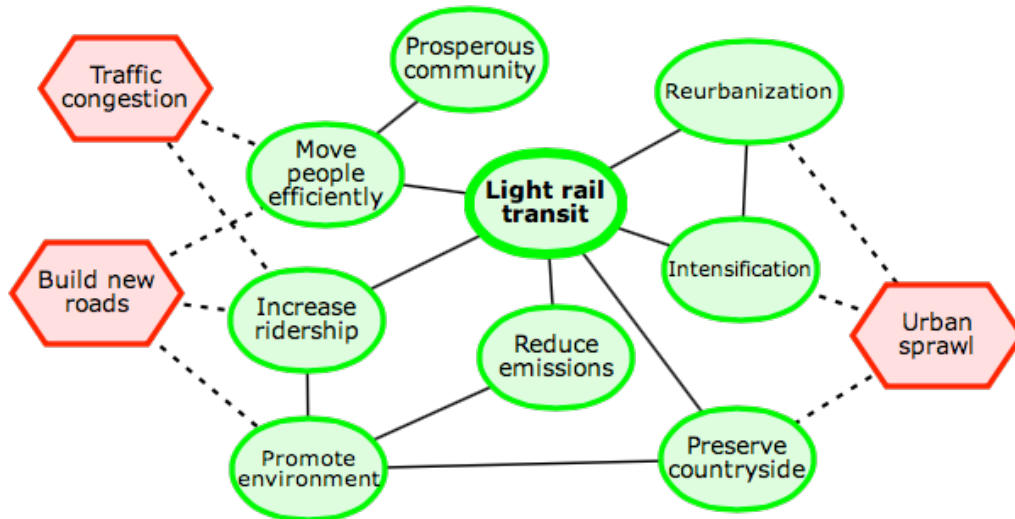 Prosperous
community
Traffic
congestion
Reurbanization
Move
people
efficiently
Light rail
transit
Build new
roads
Intensification
Increase
ridership
Urban
sprawl
Reduce
emissions
Promote
environment
Preserve
countryside